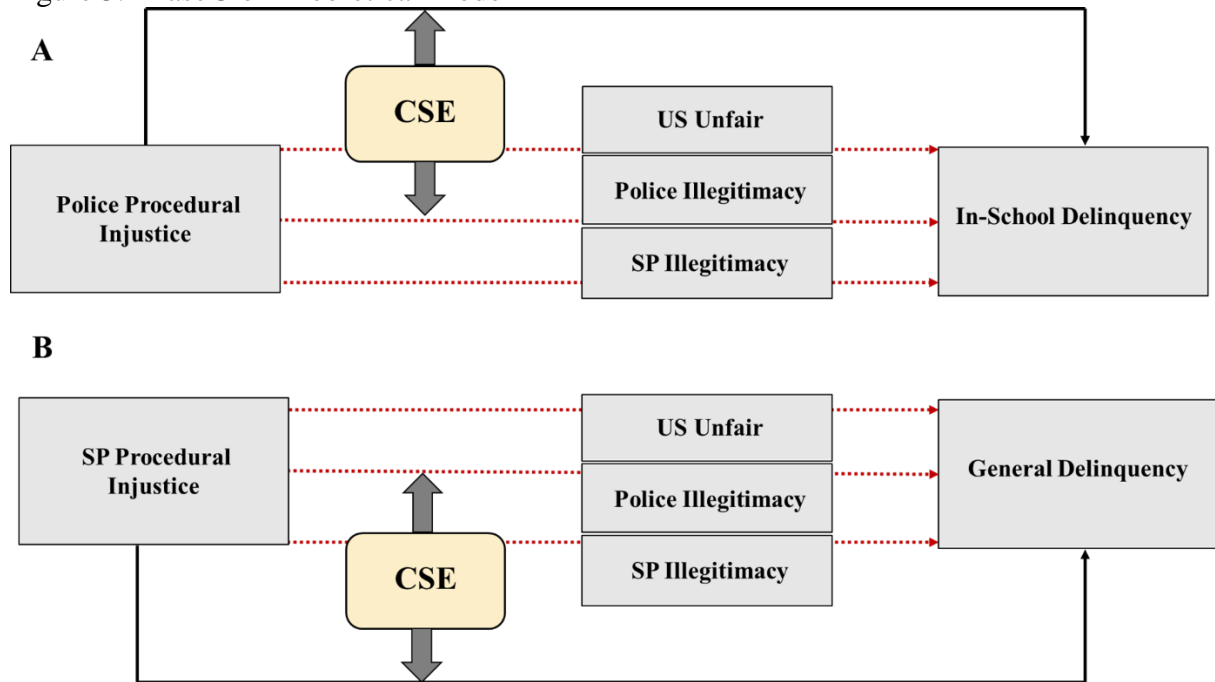 A
CSE
US Unfair
Police Procedural
Injustice
Police Illegitimacy
In-School Delinquency
SP Illegitimacy
B
US Unfair
SP Procedural
Injustice
Police Illegitimacy
General Delinquency
CSE
SP Illegitimacy